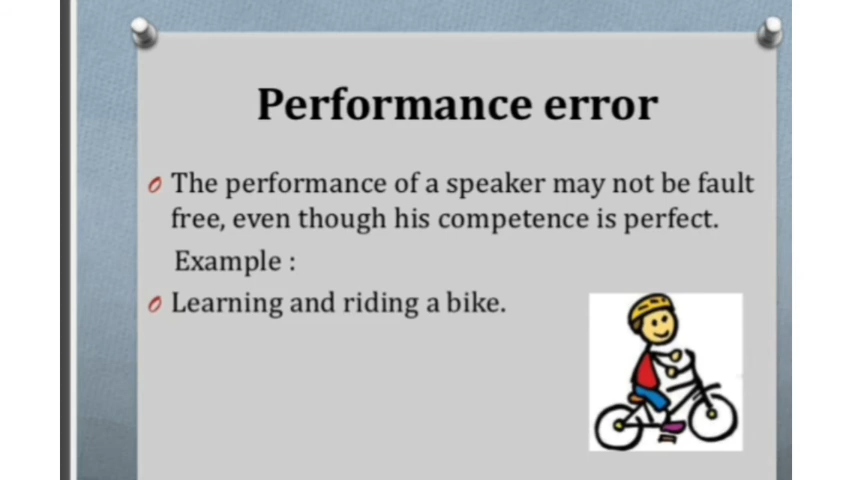 Performance error
The performance of a speaker may not be fault
free, even though his competence is perfect.
Example :
Learning and riding a bike.